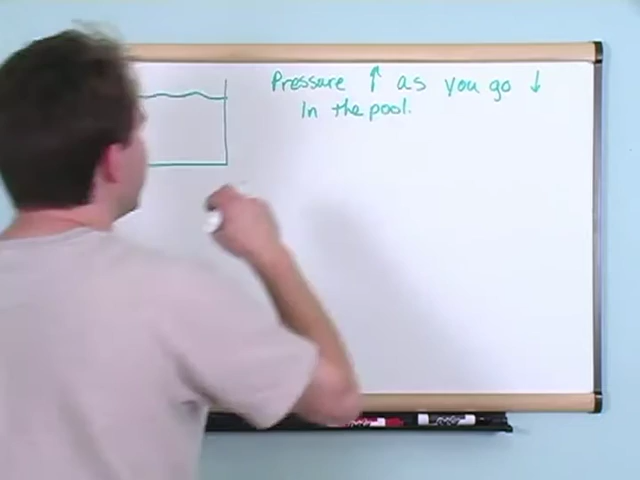 Pressure ↑ as you go ↓
in the pool.